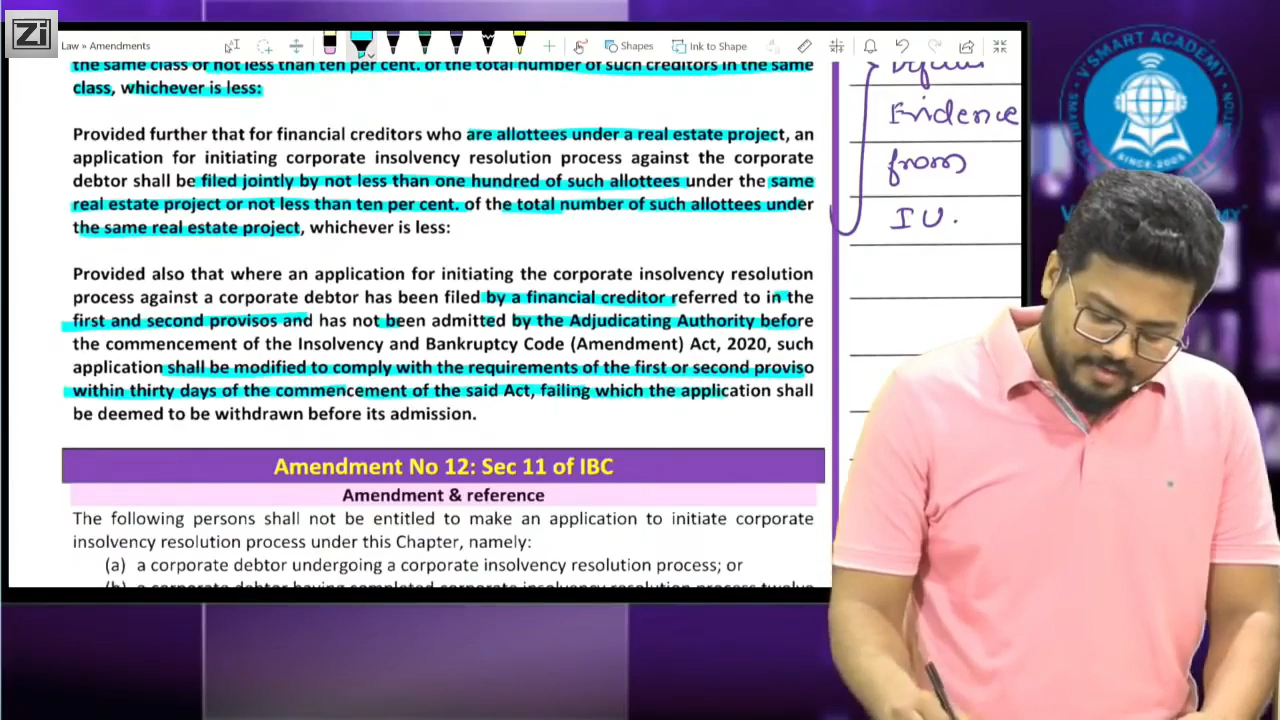 Zi
Law » Amendments
Shapes
Ink to Shape
the same class or not less than ten per cent. of the total number of such creditors in the same
class, whichever is less:
Provided further that for financial creditors who are allottees under a real estate project, an
application for initiating corporate insolvency resolution process against the corporate
debtor shall be filed jointly by not less than one hundred of such allottees under the same
real estate project or not less than ten per cent. of the total number of such allottees under
the same real estate project, whichever is less:
Provided also that where an application for initiating the corporate insolvency resolution
process against a corporate debtor has been filed by a financial creditor referred to in the
first and second provisos and has not been admitted by the Adjudicating Authority before
the commencement of the Insolvency and Bankruptcy Code (Amendment) Act, 2020, such
application shall be modified to comply with the requirements of the first or second proviso
within thirty days of the commencement of the said Act, failing which the application shall
be deemed to be withdrawn before its admission.
Amendment No 12: Sec 11 of IBC
Amendment & reference
The following persons shall not be entitled to make an application to initiate corporate
insolvency resolution process under this Chapter, namely:
(a) a corporate debtor undergoing a corporate insolvency resolution process; or
(b) a corporate debtor having completed corporate insolvency resolution process twelve
Evidence
from
I U.
V'SMART ACADEMY
SINCE-2005